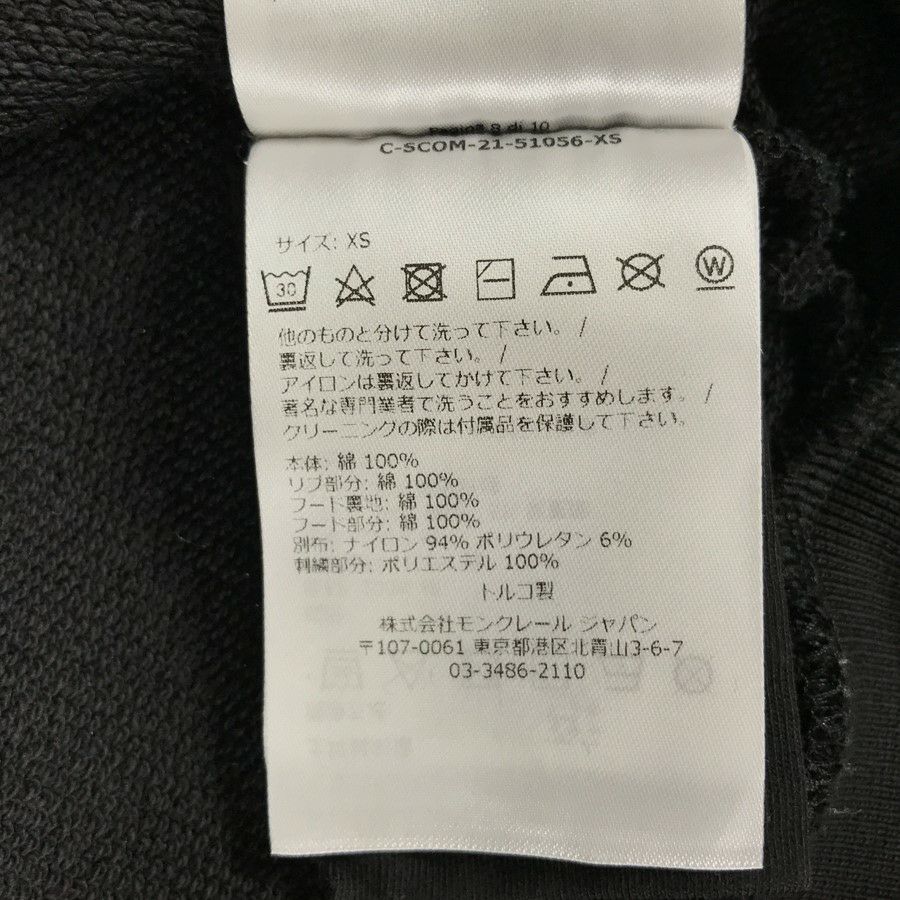 Pagina 8 di 10
C-SCOM-21-51056-XS
サイズ: XS
30
W
他のものと分けて洗って下さい。 /
裏返して洗って下さい。 /
アイロンは裏返してかけて下さい。 /
著名な専門業者で洗うことをおすすめします。 /
クリーニングの際は付属品を保護して下さい。
本体: 綿 100%
リブ部分: 綿 100%
フード裏地: 綿 100%
フード部分: 綿 100%
別布: ナイロン 94% ポリウレタン 6%
刺繍部分: ポリエステル 100%
トルコ製
株式会社モンクレール ジャパン
〒107-0061 東京都港区北青山3-6-7
03-3486-2110